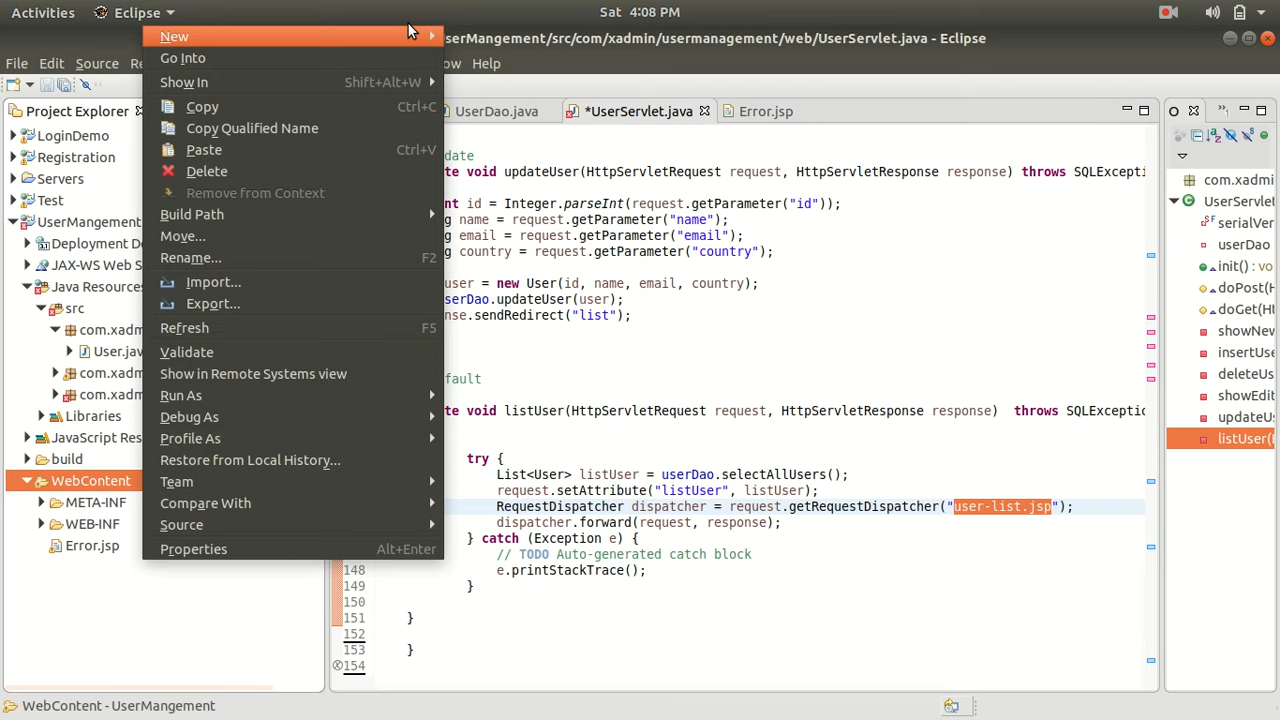 Activities Eclipse Sat 4:08 PM
serMangement/src/com/xadmin/usermanagement/web/UserServlet.java - Eclipse
File Edit Source Re ow Help
Project Explorer UserDao.java *UserServlet.java Error.jsp O
LoginDemo
Registration
Servers
Test
UserMangement
Deployment De
JAX-WS Web S
Java Resources
src
com.xadm
User.jav
com.xadm
com.xadm
Libraries
JavaScript Res
build
WebContent
META-INF
WEB-INF
Error.jsp
New
Go Into
Show In Shift+Alt+W
Copy Ctrl+C
Copy Qualified Name
Paste Ctrl+V
Delete
Remove from Context
Build Path
Move...
Rename... F2
Import...
Export...
Refresh F5
Validate
Show in Remote Systems view
Run As
Debug As
Profile As
Restore from Local History...
Team
Compare With
Source
Properties Alt+Enter
date
te void updateUser(HttpServletRequest request, HttpServletResponse response) throws SQLExcepti
nt id = Integer.parseInt(request.getParameter("id"));
g name = request.getParameter("name");
g email = request.getParameter("email");
g country = request.getParameter("country");
user = new User(id, name, email, country);
serDao.updateUser(user);
nse.sendRedirect("list");
fault
te void listUser(HttpServletRequest request, HttpServletResponse response) throws SQLExceptio
try {
List<User> listUser = userDao.selectAllUsers();
request.setAttribute("listUser", listUser);
RequestDispatcher dispatcher = request.getRequestDispatcher("user-list.jsp");
dispatcher.forward(request, response);
} catch (Exception e) {
// TODO Auto-generated catch block
148 e.printStackTrace();
149 }
150
151 }
152
153 }
154
com.xadmi
UserServle
serialVer
userDao
init() : vo
doPost(
doGet(Ht
showNew
insertUse
deleteUs
showEdit
updateU
listUser(H
WebContent - UserMangement